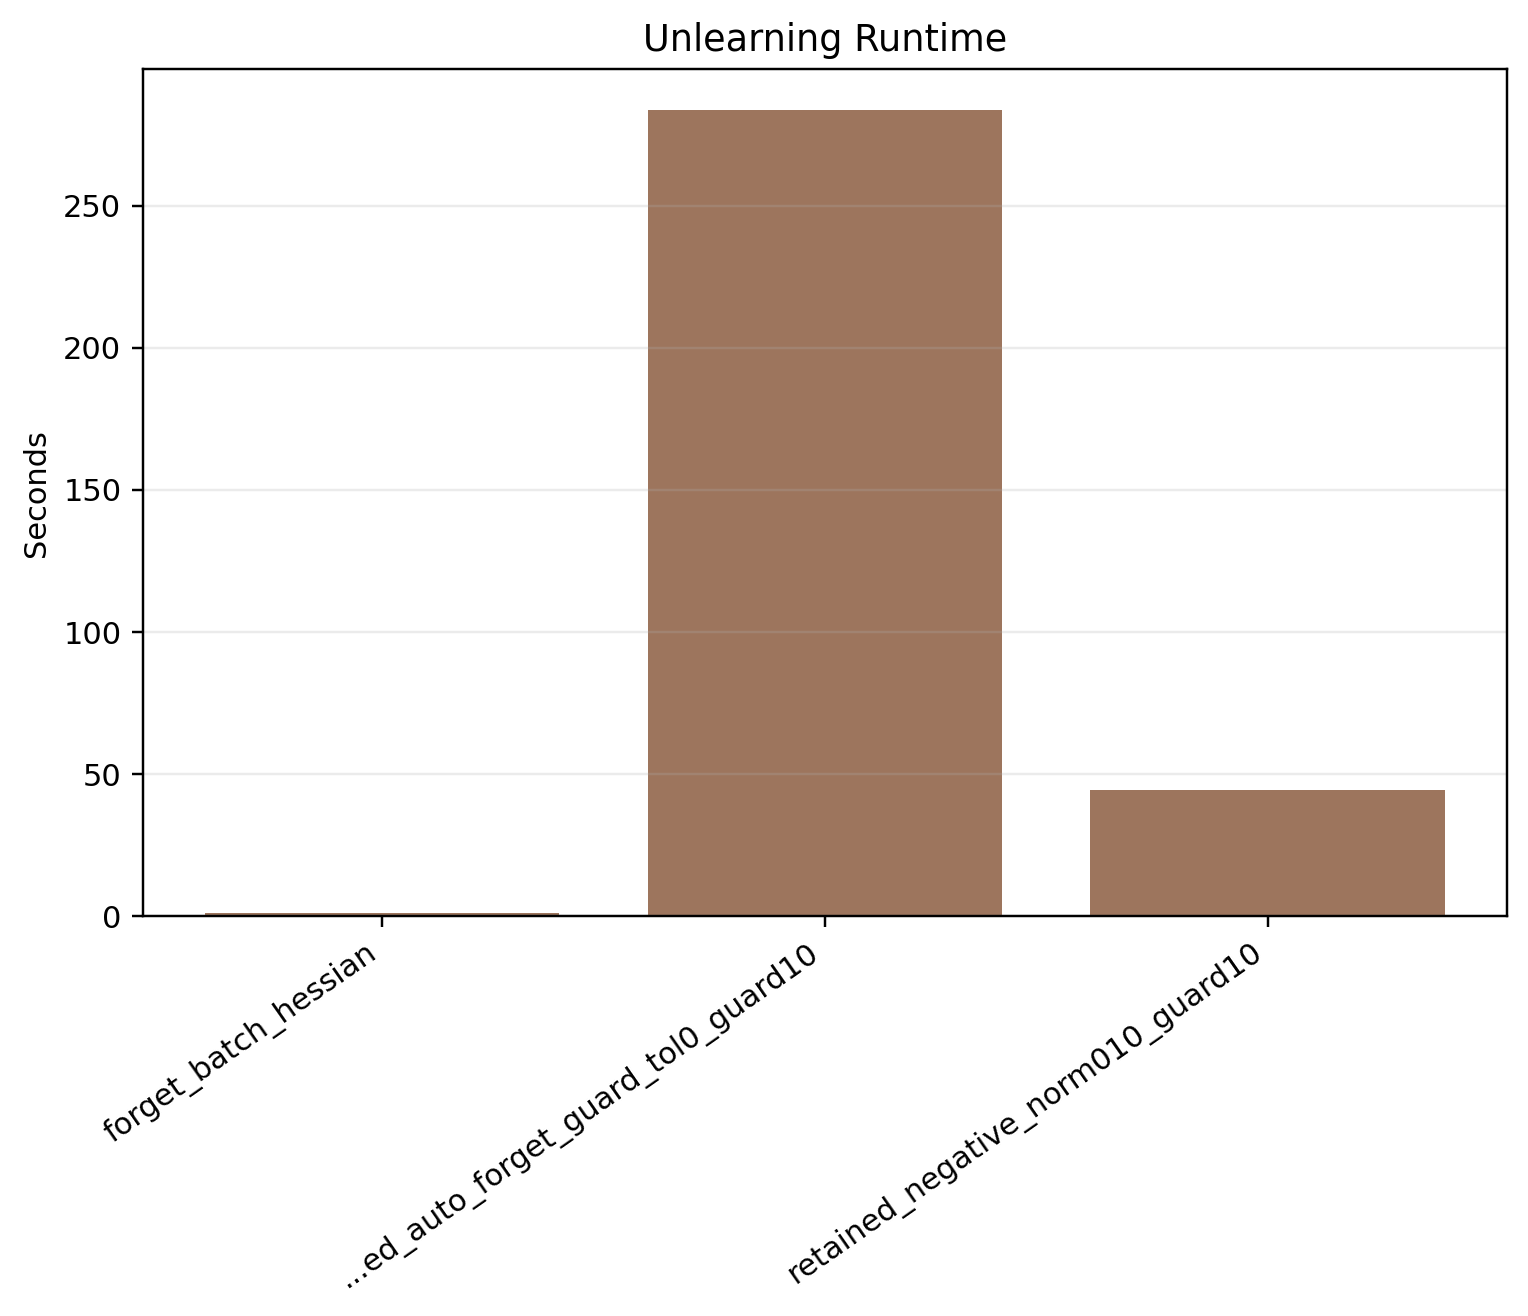 Unlearning Runtime
Seconds
250
200
150
100
50
0
forget_batch_hessian
...ed_auto_forget_guard_tol0_guard10
retained_negative_norm010_guard10